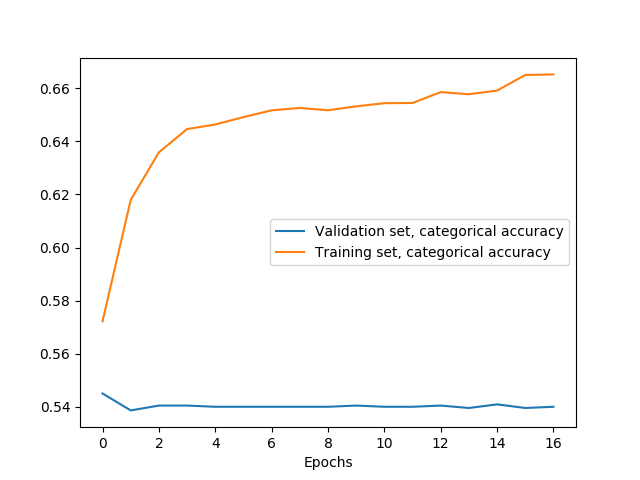 0.66
0.64
0.62
0.60
0.58
0.56
0.54
Validation set, categorical accuracy
Training set, categorical accuracy
0 2 4 6 8 10 12 14 16
Epochs